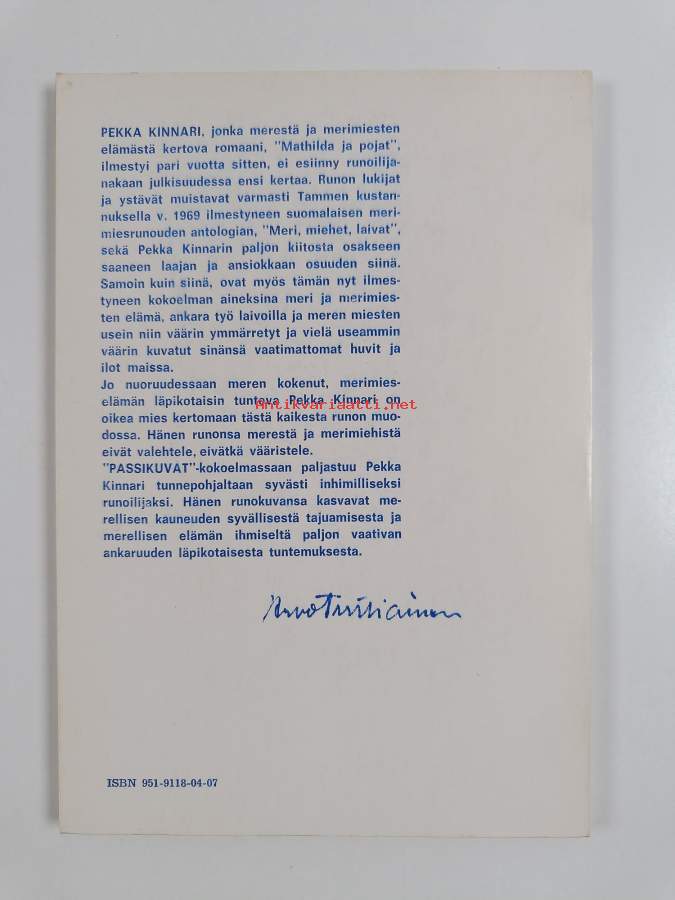 PEKKA KINNARI, jonka merestä ja merimiesten
elämästä kertova romaani, "Mathilda ja pojat",
ilmestyi pari vuotta sitten, ei esiinny runoilija-
nakaan julkisuudessa ensi kertaa. Runon lukijat
ja ystävät muistavat varmasti Tammen kustan-
nuksella v. 1969 ilmestyneen suomalaisen meri-
miesrunouden antologian, "Meri, miehet, laivat",
sekä Pekka Kinnarin paljon kiitosta osakseen
saaneen laajan ja ansiokkaan osuuden siinä.
Samoin kuin siinä, ovat myös tämän nyt ilmes-
tyneen kokoelman aineksina meri ja merimies-
ten elämä, ankara työ laivoilla ja meren miesten
usein niin väärin ymmärretyt ja vielä useammin
väärin kuvatut sinänsä vaatimattomat huvit ja
ilot maissa.
Jo nuoruudessaan meren kokenut, merimies-
elämän läpikotaisin tunteva Pekka Kinnari on
Antikvariaatti.net
oikea mies kertomaan tästä kaikesta runon muo-
dossa. Hänen runonsa merestä ja merimiehistä
eivät valehtele, eivätkä vääristele.
"PASSIKUVAT"-kokoelmassaan paljastuu Pekka
Kinnari tunnepohjaltaan syvästi inhimilliseksi
runoilijaksi. Hänen runokuvansa kasvavat me-
rellisen kauneuden syvällisestä tajuamisesta ja
merellisen elämän ihmiseltä paljon vaativan
ankaruuden läpikotaisesta tuntemuksesta.
Arvo Turtiainen
ISBN 951-9118-04-07